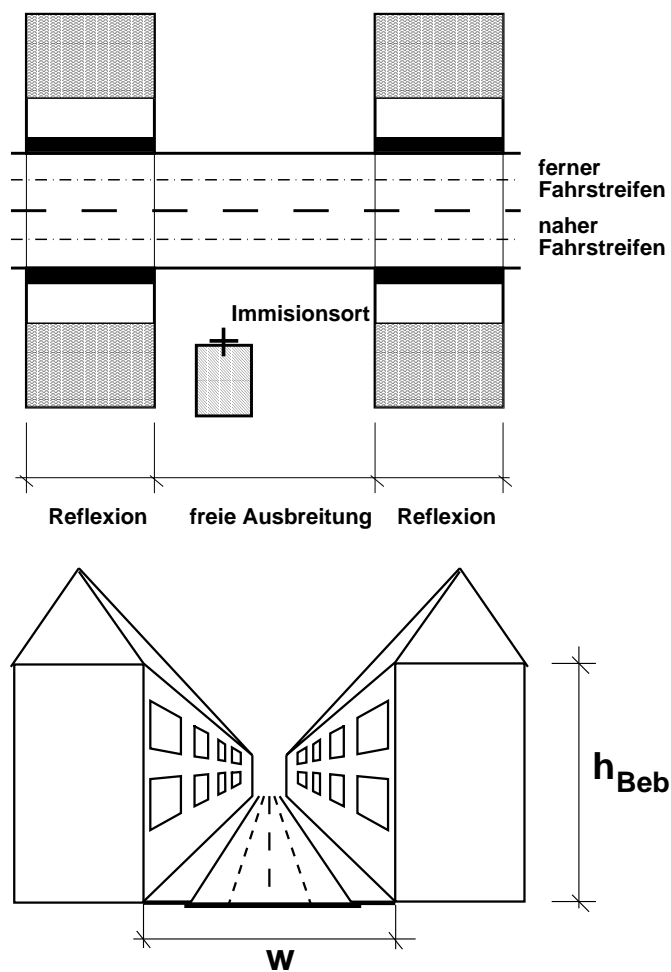 ferner
Fahrstreifen
naher
Fahrstreifen
Immisionsort
Reflexion freie Ausbreitung Reflexion
hBeb
w